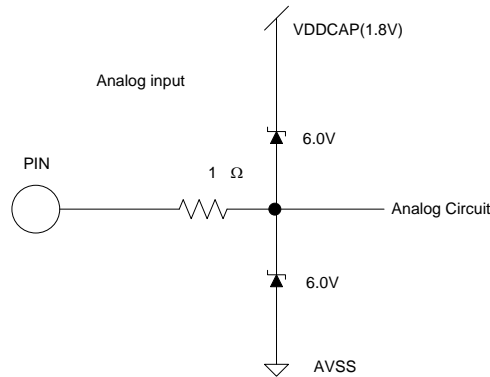 VDDCAP(1.8V)
Analog input
6.0V
PIN
1 Ω
Analog Circuit
6.0V
AVSS